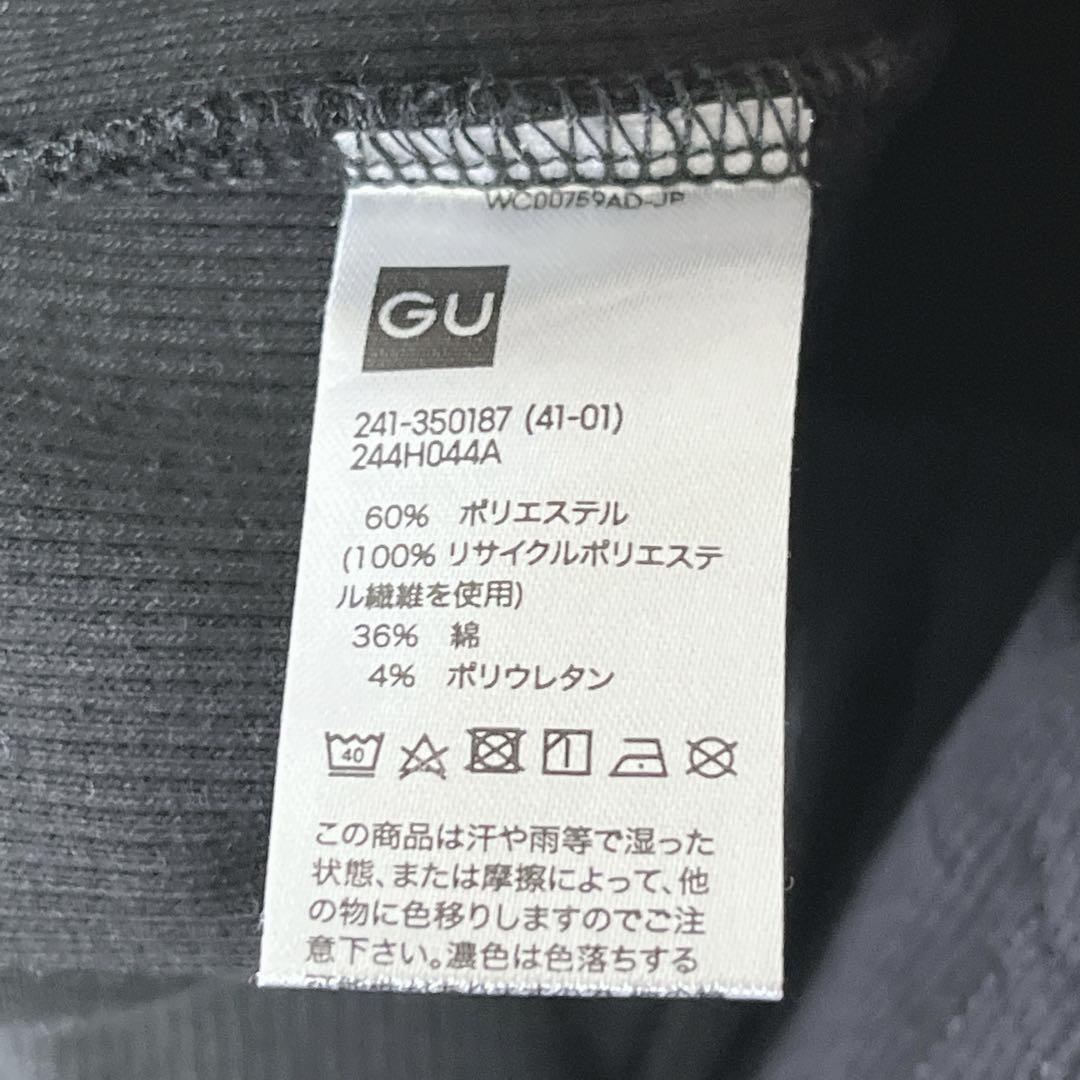 WC00759AD-JP
GU
241-350187 (41-01)
244H044A
60% ポリエステル
(100% リサイクルポリエステ
ル繊維を使用)
36% 綿
4% ポリウレタン
40
この商品は汗や雨等で湿った
状態、または摩擦によって、他
の物に色移りしますのでご注
意下さい。濃色は色落ちする